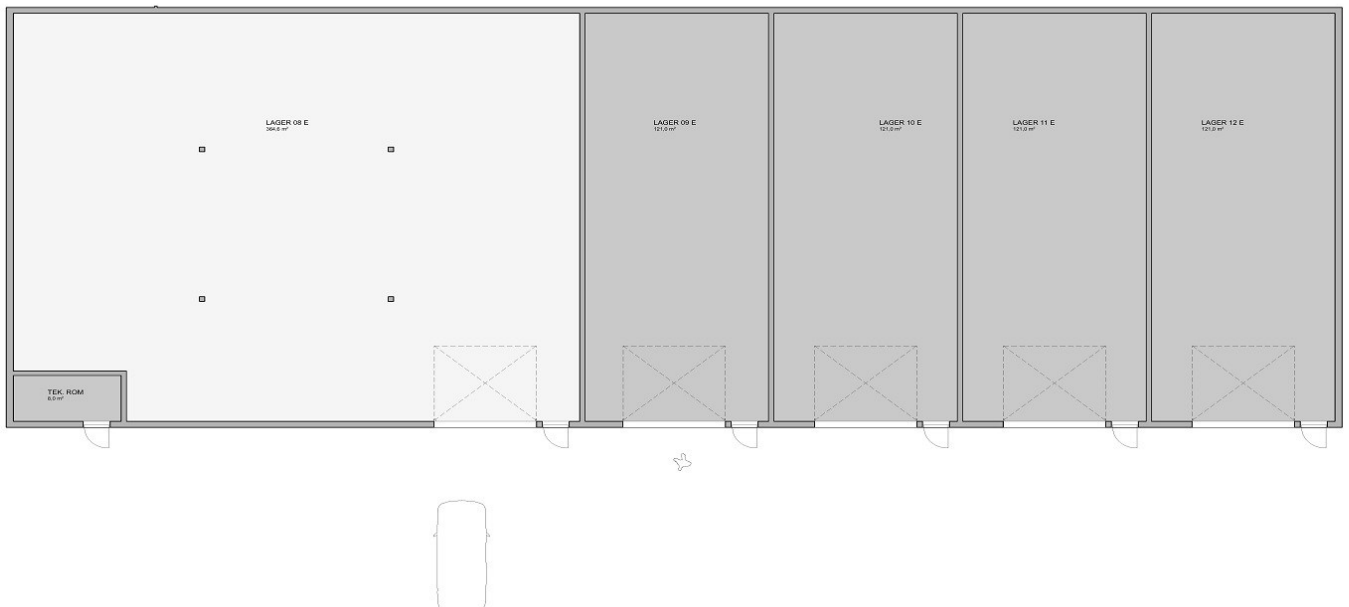 LAGER 08 E
364,6 m²
LAGER 09 E
121,0 m²
LAGER 10 E
121,0 m²
LAGER 11 E
121,0 m²
LAGER 12 E
121,0 m²
TEK. ROM
8,0 m²